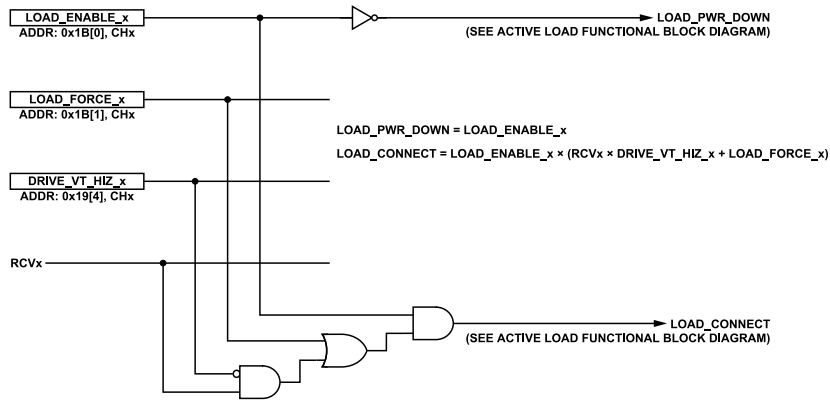 LOAD_ENABLE_x
ADDR: 0x1B[0], CHx
LOAD_PWR_DOWN
(SEE ACTIVE LOAD FUNCTIONAL BLOCK DIAGRAM)
LOAD_FORCE_x
ADDR: 0x1B[1], CHx
LOAD_PWR_DOWN = LOAD_ENABLE_x
LOAD_CONNECT = LOAD_ENABLE_x × (RCVx × DRIVE_VT_HIZ_x + LOAD_FORCE_x)
DRIVE_VT_HIZ_x
ADDR: 0x19[4], CHx
RCVx
LOAD_CONNECT
(SEE ACTIVE LOAD FUNCTIONAL BLOCK DIAGRAM)